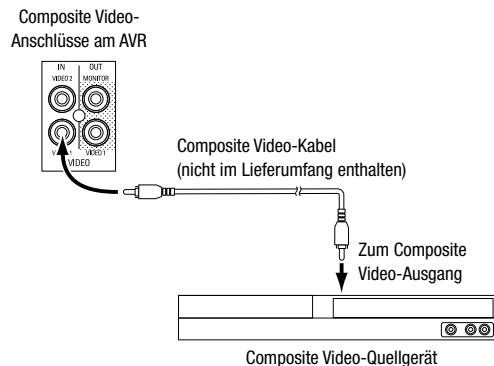 Composite Video-
Anschlüsse am AVR
IN OUT
VIDEO 2 MONITOR
VIDEO 1
VIDEO
Composite Video-Kabel
(nicht im Lieferumfang enthalten)
Zum Composite
Video-Ausgang
Composite Video-Quellgerät